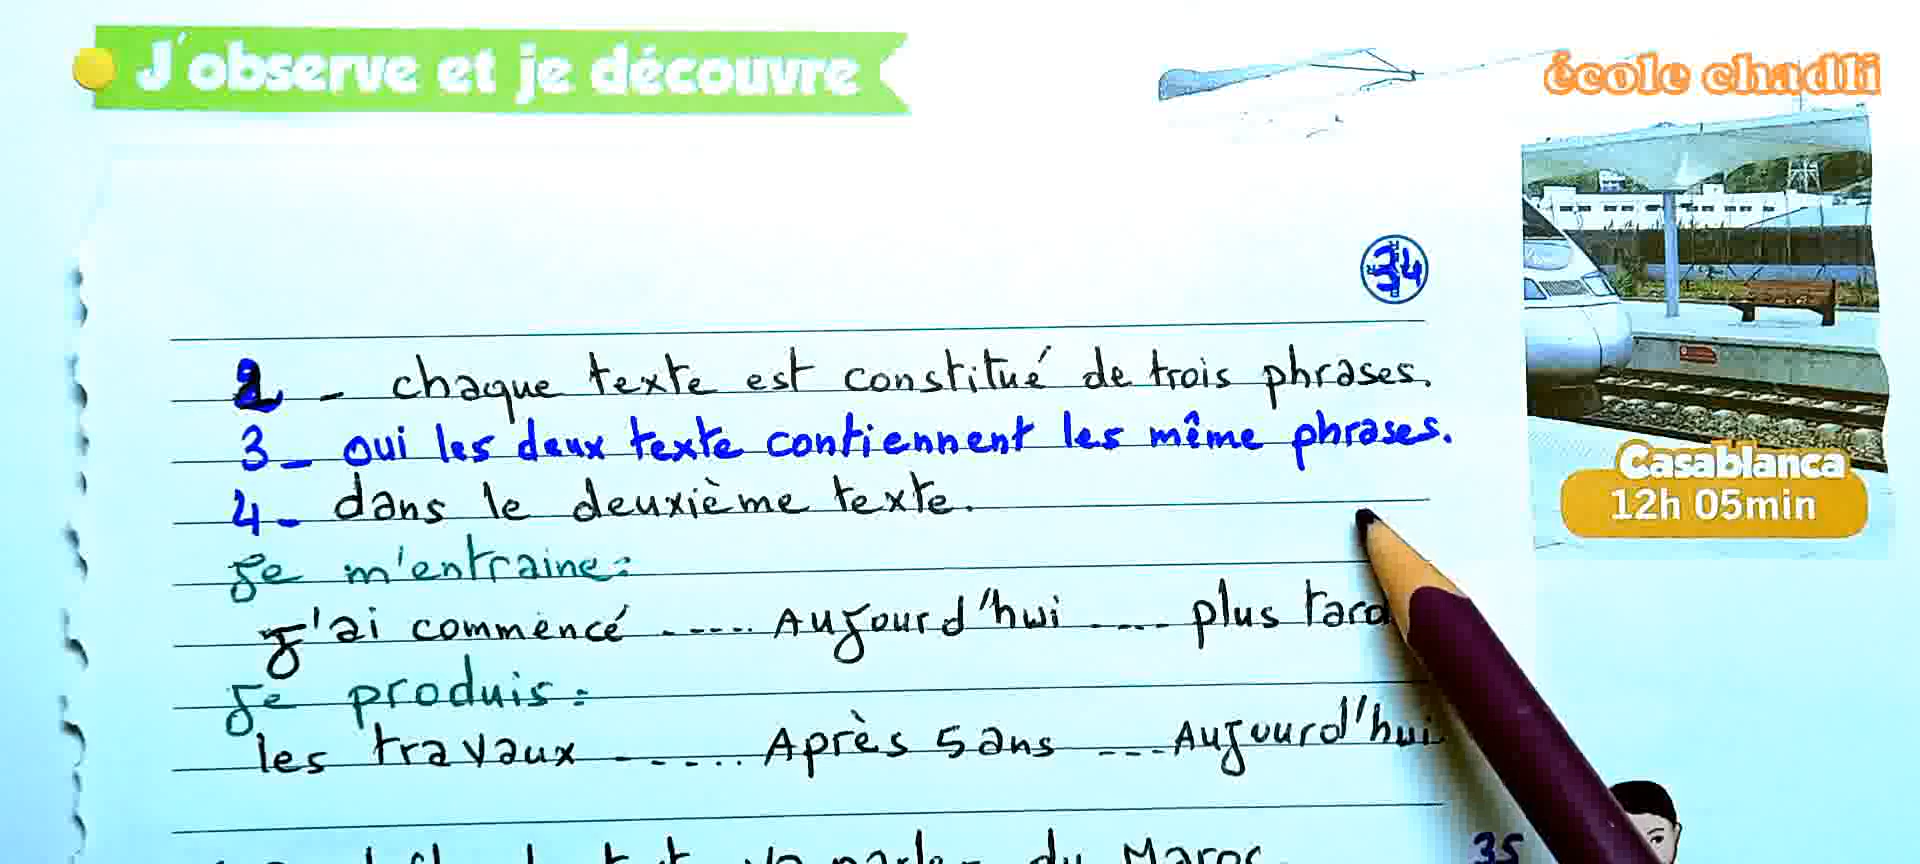 J'observe et je découvre
école chadli
34
2 - chaque texte est constitué de trois phrases.
3 - oui les deux texte contiennent les même phrases.
4 - dans le deuxième texte.
Je m'entraine:
J'ai commencé ..... Aujourd'hui .... plus tard
Je produis:
les travaux ...... Après 5 ans ... Aujourd'hui
Casablanca
12h 05min
du Maroc
35